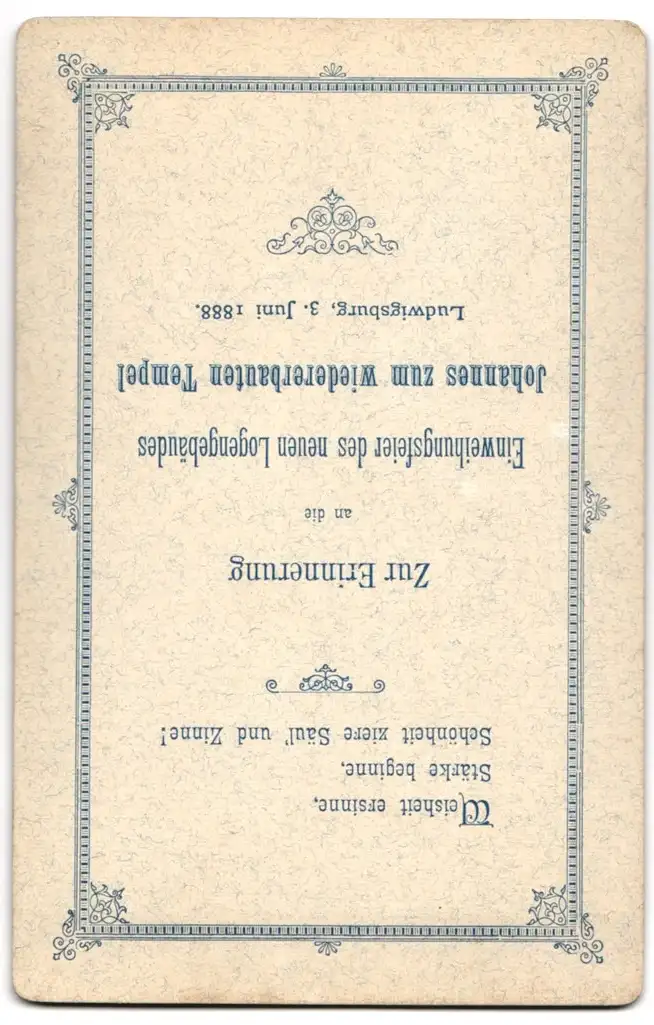 Weisheit ersinne,
Stärke beginne,
Schönheit ziere Säul' und Zinne!
Zur Erinnerung
an die
Einweihungsfeier des neuen Logengebäudes
Johannes zum wiedererbauten Tempel
Ludwigsburg, 3. Juni 1888.